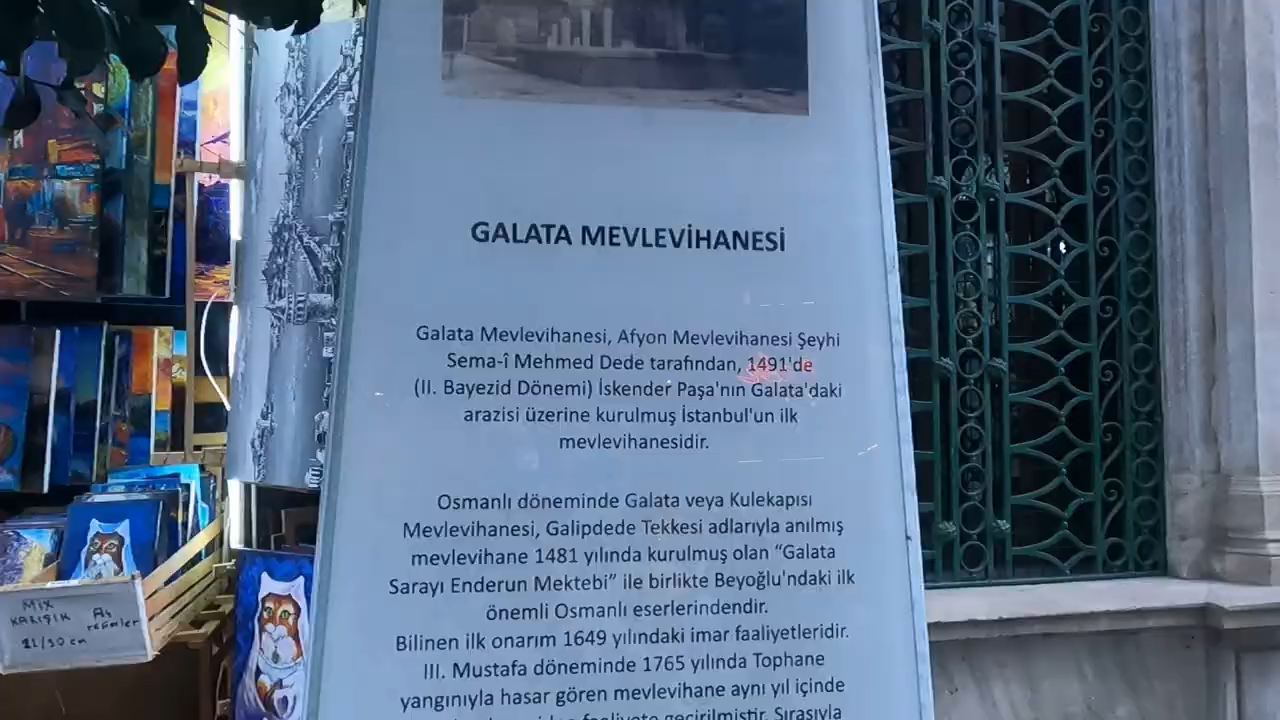 GALATA MEVLEVİHANESİ
Galata Mevlevihanesi, Afyon Mevlevihanesi Şeyhi
Sema-î Mehmed Dede tarafından, 1491'de
(II. Bayezid Dönemi) İskender Paşa'nın Galata'daki
arazisi üzerine kurulmuş İstanbul'un ilk
mevlevihanesidir.
Osmanlı döneminde Galata veya Kulekapısı
Mevlevihanesi, Galipdede Tekkesi adlarıyla anılmış
mevlevihane 1481 yılında kurulmuş olan “Galata
Sarayı Enderun Mektebi” ile birlikte Beyoğlu'ndaki ilk
önemli Osmanlı eserlerindendir.
Bilinen ilk onarım 1649 yılındaki imar faaliyetleridir.
III. Mustafa döneminde 1765 yılında Tophane
yangınıyla hasar gören mevlevihane aynı yıl içinde
faaliyete geçirilmiştir. Sırasıyla
MİX
KARIŞIK